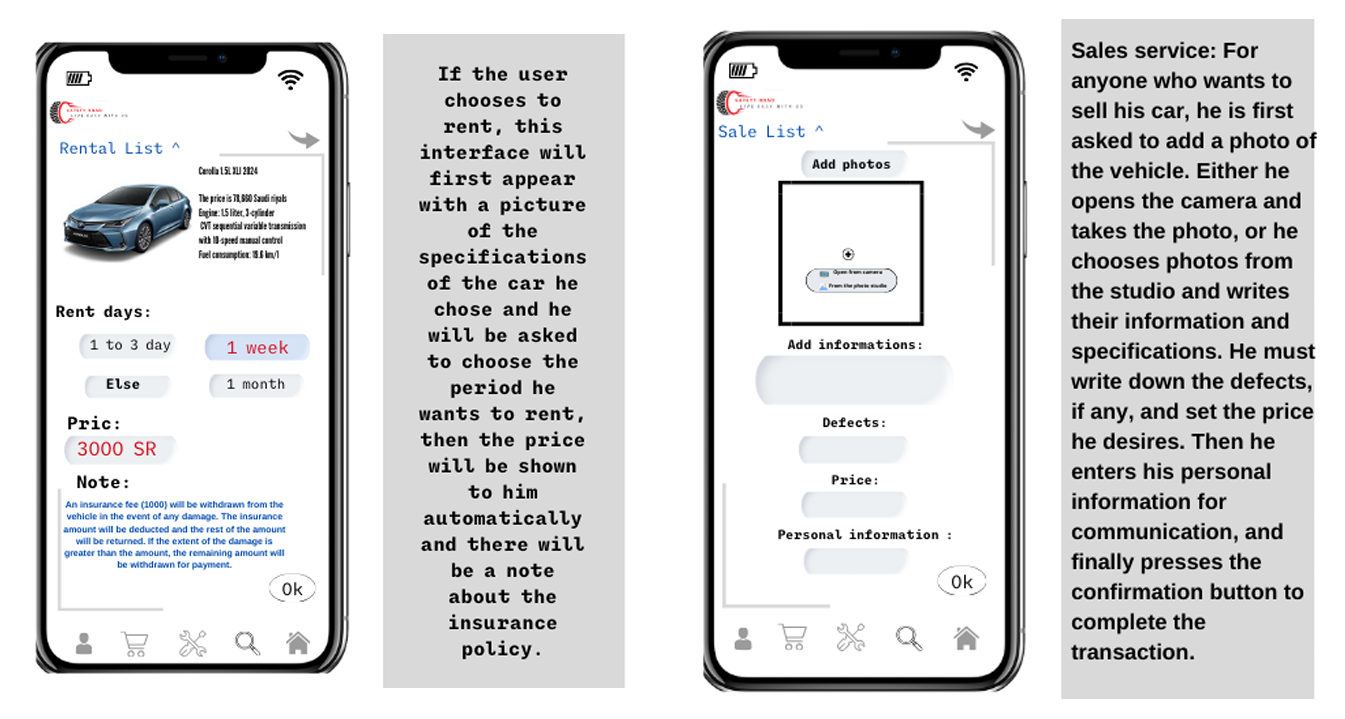 SAFETY ROAD
LIFE EASY WITH US
Rental List ^
Corolla 1.5L XLI 2024
The price is 78,660 Saudi riyals
Engine: 1.5 liter, 3-cylinder
CVT sequential variable transmission
with 10-speed manual control
Fuel consumption: 19.6 km/l
Rent days:
1 to 3 day
1 week
Else
1 month
Pric:
3000 SR
Note:
An insurance fee (1000) will be withdrawn from the
vehicle in the event of any damage. The insurance
amount will be deducted and the rest of the amount
will be returned. If the extent of the damage is
greater than the amount, the remaining amount will
be withdrawn for payment.
Ok
If the user
chooses to
rent, this
interface will
first appear
with a picture
of the
specifications
of the car he
chose and he
will be asked
to choose the
period he
wants to rent,
then the price
will be shown
to him
automatically
and there will
be a note
about the
insurance
policy.
SAFETY ROAD
LIFE EASY WITH US
Sale List ^
Add photos
Open from camera
From the photo studio
Add informations:
Defects:
Price:
Personal information :
Ok
Sales service: For
anyone who wants to
sell his car, he is first
asked to add a photo of
the vehicle. Either he
opens the camera and
takes the photo, or he
chooses photos from
the studio and writes
their information and
specifications. He must
write down the defects,
if any, and set the price
he desires. Then he
enters his personal
information for
communication, and
finally presses the
confirmation button to
complete the
transaction.